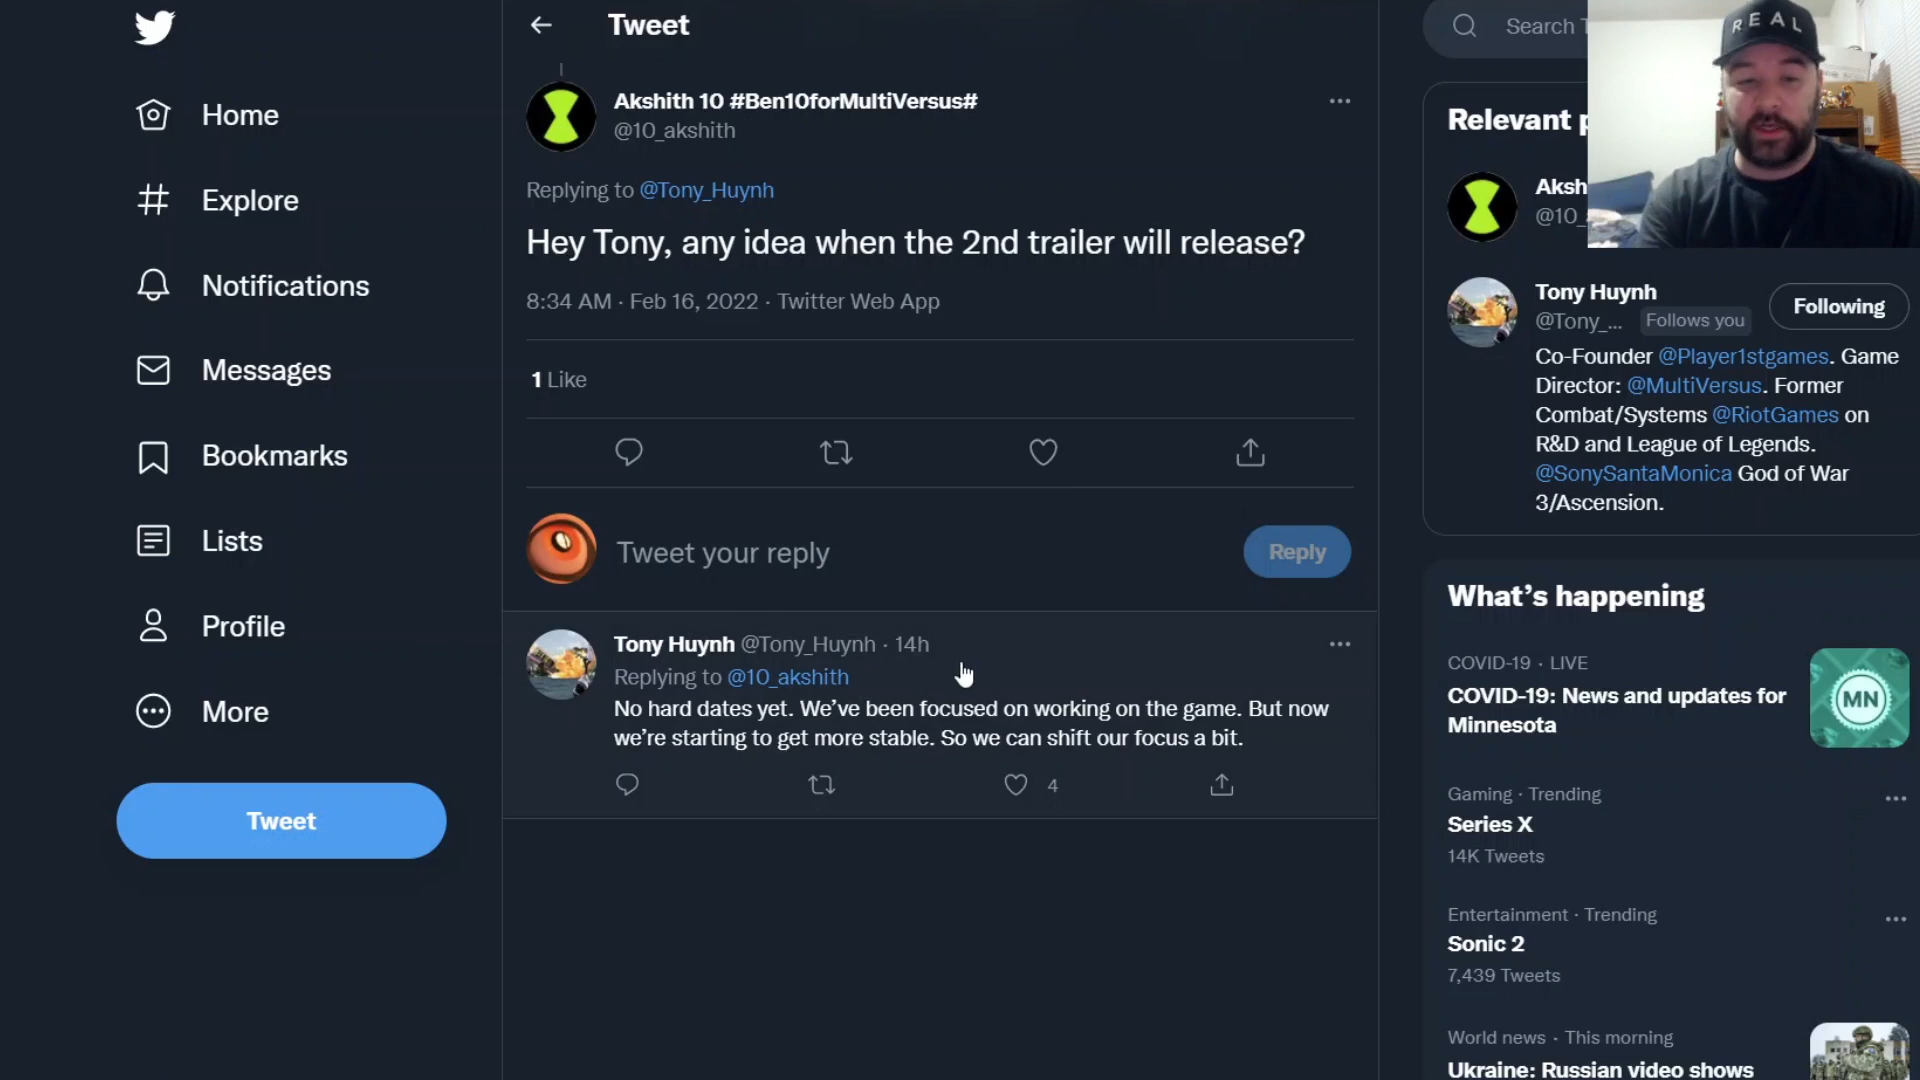 Home
Explore
Notifications
Messages
Bookmarks
Lists
Profile
More
Tweet
Tweet
Akshith 10 #Ben10forMultiVersus#
@10_akshith
Replying to @Tony_Huynh
Hey Tony, any idea when the 2nd trailer will release?
8:34 AM · Feb 16, 2022 · Twitter Web App
1 Like
Tweet your reply
Reply
Tony Huynh @Tony_Huynh · 14h
Replying to @10_akshith
No hard dates yet. We've been focused on working on the game. But now
we're starting to get more stable. So we can shift our focus a bit.
4
Search
REAL
Relevant
Aksh
@10_
Tony Huynh
@Tony_... Follows you
Following
Co-Founder @Player1stgames. Game
Director: @MultiVersus. Former
Combat/Systems @RiotGames on
R&D and League of Legends.
@SonySantaMonica God of War
3/Ascension.
What's happening
COVID-19 · LIVE
COVID-19: News and updates for
Minnesota
MN
Gaming · Trending
Series X
14K Tweets
Entertainment · Trending
Sonic 2
7,439 Tweets
World news · This morning
Ukraine: Russian video shows